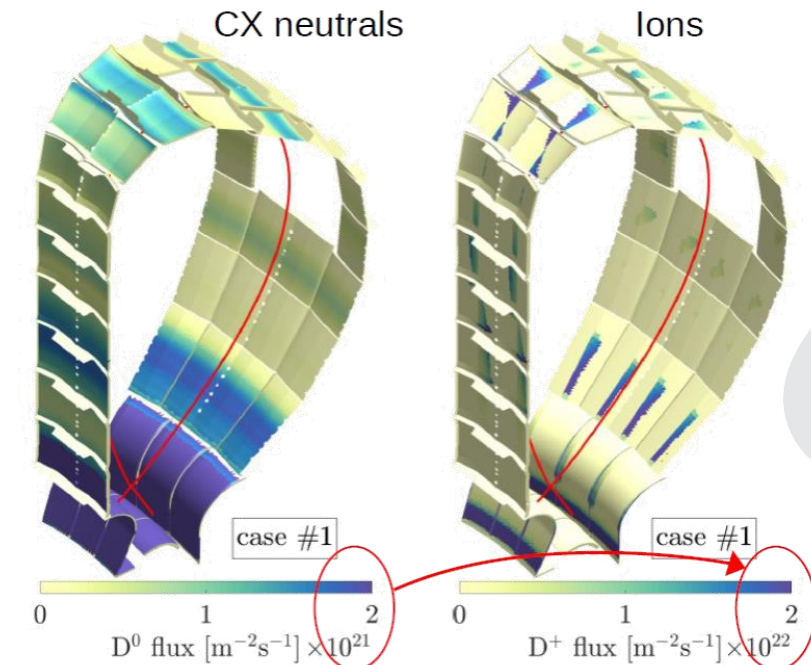 CX neutrals
Ions
case #1
case #1
0 1 2
D⁰ flux [m⁻²s⁻¹] ×10²¹
0 1 2
D⁺ flux [m⁻²s⁻¹] ×10²²